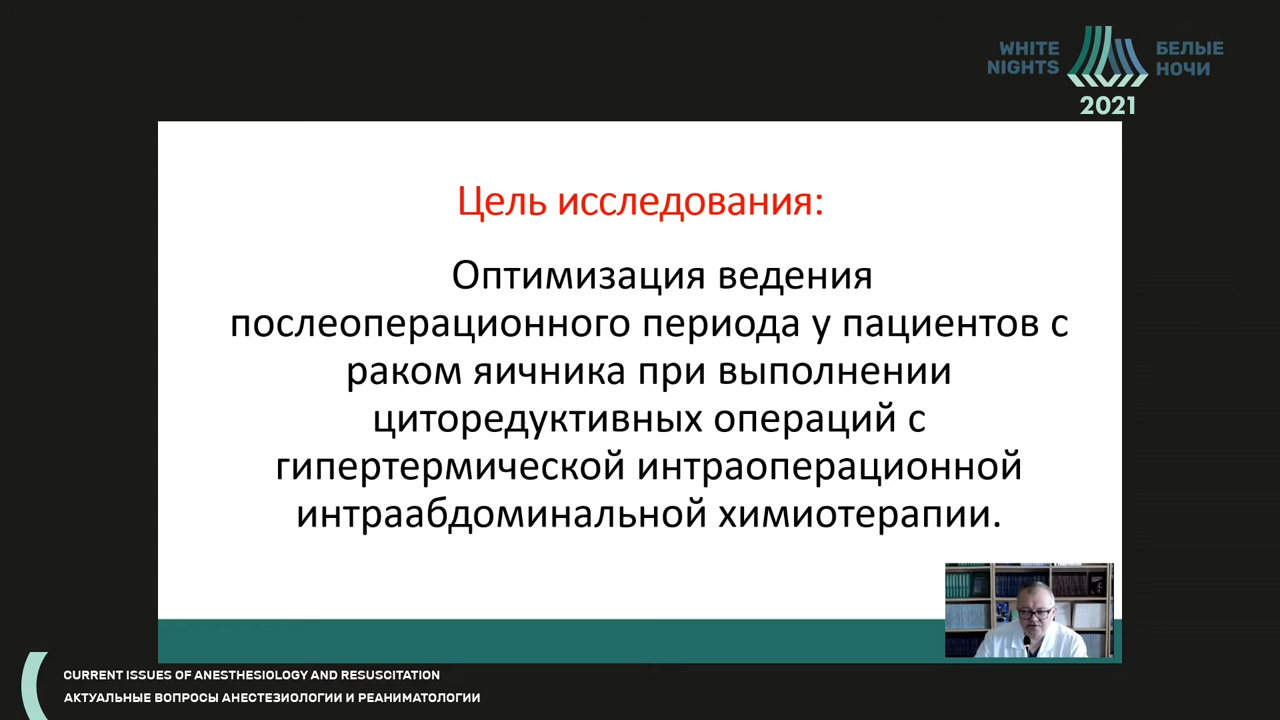 WHITE NIGHTS
БЕЛЫЕ НОЧИ
2021
Цель исследования:
Оптимизация ведения
послеоперационного периода у пациентов с
раком яичника при выполнении
циторедуктивных операций с
гипертермической интраоперационной
интраабдоминальной химиотерапии.
CURRENT ISSUES OF ANESTHESIOLOGY AND RESUSCITATION
АКТУАЛЬНЫЕ ВОПРОСЫ АНЕСТЕЗИОЛОГИИ И РЕАНИМАТОЛОГИИ